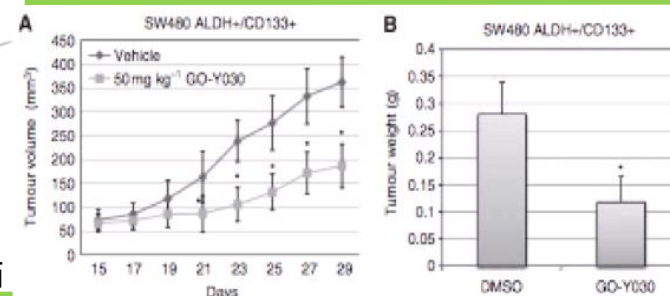 A
SW480 ALDH+/CD133+
Tumour volume (mm³)
450
400
350
300
250
200
150
100
50
0
Vehicle
50 mg kg⁻¹ GO-Y030
*
*
*
*
*
15 17 19 21 23 25 27 29
Days
B
SW480 ALDH+/CD133+
Tumour weight (g)
0.4
0.35
0.3
0.25
0.2
0.15
0.1
0.05
0
*
DMSO GO-Y030
i